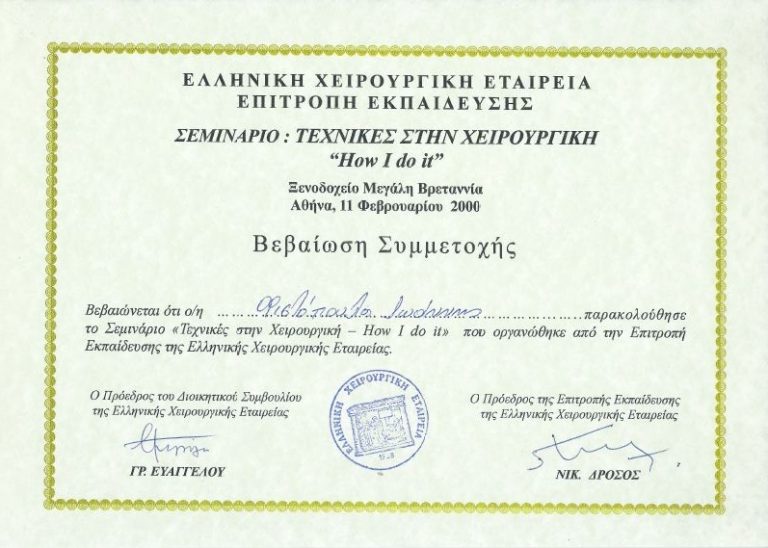 ΕΛΛΗΝΙΚΗ ΧΕΙΡΟΥΡΓΙΚΗ ΕΤΑΙΡΕΙΑ
ΕΠΙΤΡΟΠΗ ΕΚΠΑΙΔΕΥΣΗΣ
ΣΕΜΙΝΑΡΙΟ : ΤΕΧΝΙΚΕΣ ΣΤΗΝ ΧΕΙΡΟΥΡΓΙΚΗ
“How I do it”
Ξενοδοχείο Μεγάλη Βρεταννία
Αθήνα, 11 Φεβρουαρίου 2000
Βεβαίωση Συμμετοχής
Βεβαιώνεται ότι ο/η ……Φιστόπουλος Ιωάννης……………παρακολούθησε
το Σεμινάριο «Τεχνικές στην Χειρουργική – How I do it» που οργανώθηκε από την Επιτροπή
Εκπαίδευσης της Ελληνικής Χειρουργικής Εταιρείας.
Ο Πρόεδρος του Διοικητικού Συμβουλίου
της Ελληνικής Χειρουργικής Εταιρείας
ΓΡ. ΕΥΑΓΓΕΛΟΥ
ΕΛΛΗΝΙΚΗ ΧΕΙΡΟΥΡΓΙΚΗ ΕΤΑΙΡΕΙΑ
Ο Πρόεδρος της Επιτροπής Εκπαίδευσης
της Ελληνικής Χειρουργικής Εταιρείας
ΝΙΚ. ΔΡΟΣΟΣ